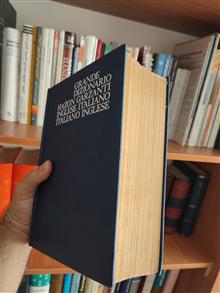 GRANDE
DIZIONARIO
HAZON GARZANTI
INGLESE ITALIANO
ITALIANO INGLESE